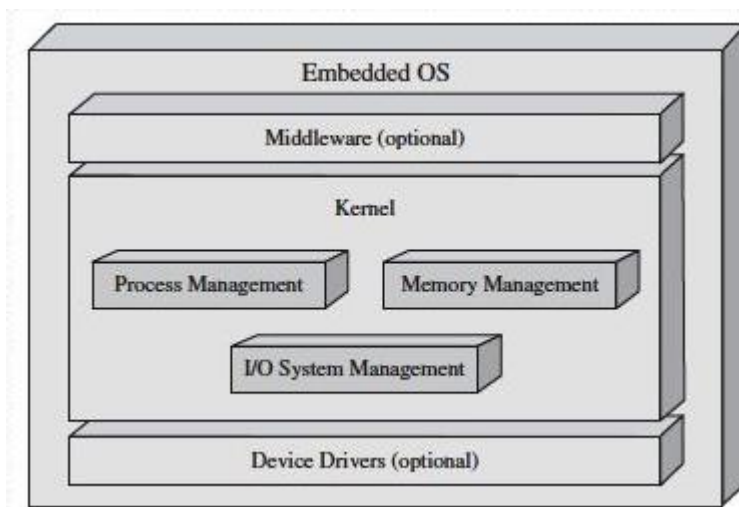 Embedded OS
Middleware (optional)
Kernel
Process Management
Memory Management
I/O System Management
Device Drivers (optional)